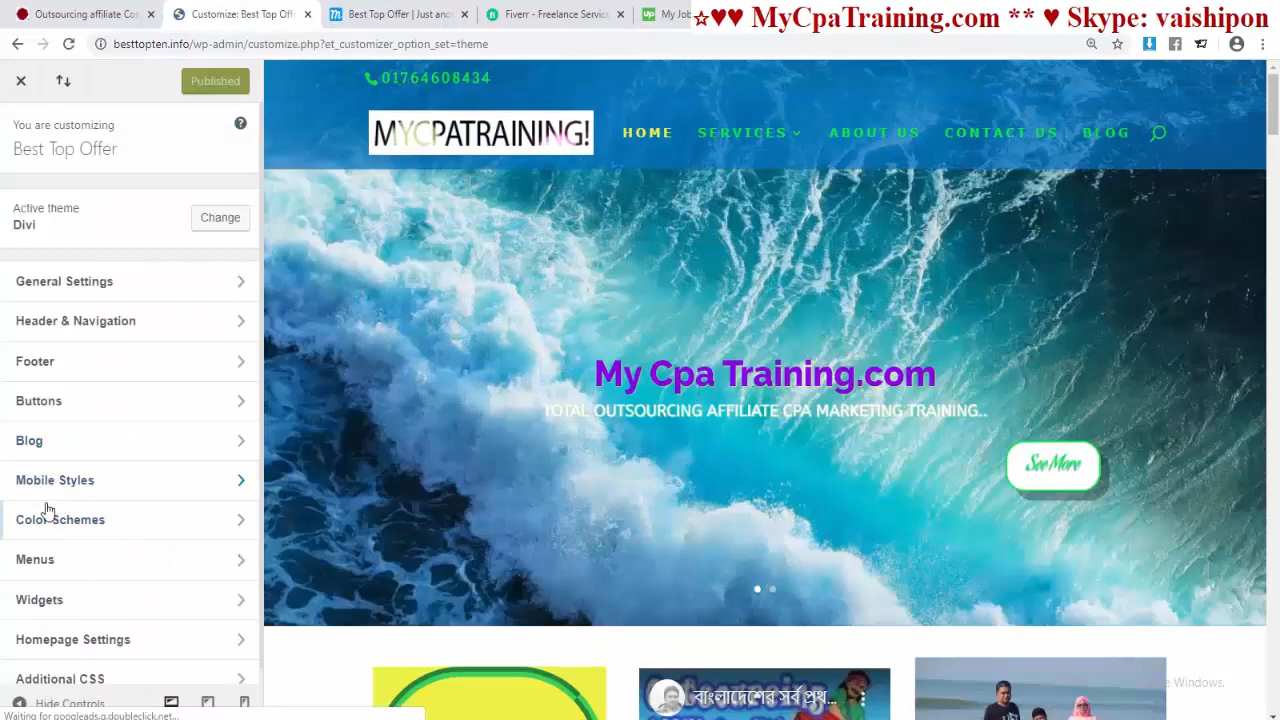 Outsourcing affiliate Cos
Customize: Best Top Off
Best Top Offer | Just ano
Fiverr - Freelance Servic
My Jo
☆♥♥ MyCpaTraining.com ** ♥ Skype: vaishipon
besttopten.info/wp-admin/customize.php?et_customizer_option_set=theme
Published
You are customizing
Best Top Offer
Active theme
Divi
Change
General Settings
Header & Navigation
Footer
Buttons
Blog
Mobile Styles
Color Schemes
Menus
Widgets
Homepage Settings
Additional CSS
Hide Controls
Waiting for googleads.g.doubleclick.net...
01764608434
MYCPATRAINING!
HOME
SERVICES
ABOUT US
CONTACT US
BLOG
My Cpa Training.com
TOTAL OUTSOURCING AFFILIATE CPA MARKETING TRAINING..
See More
বাংলাদেশের সর্ব প্রথ...
Windows.